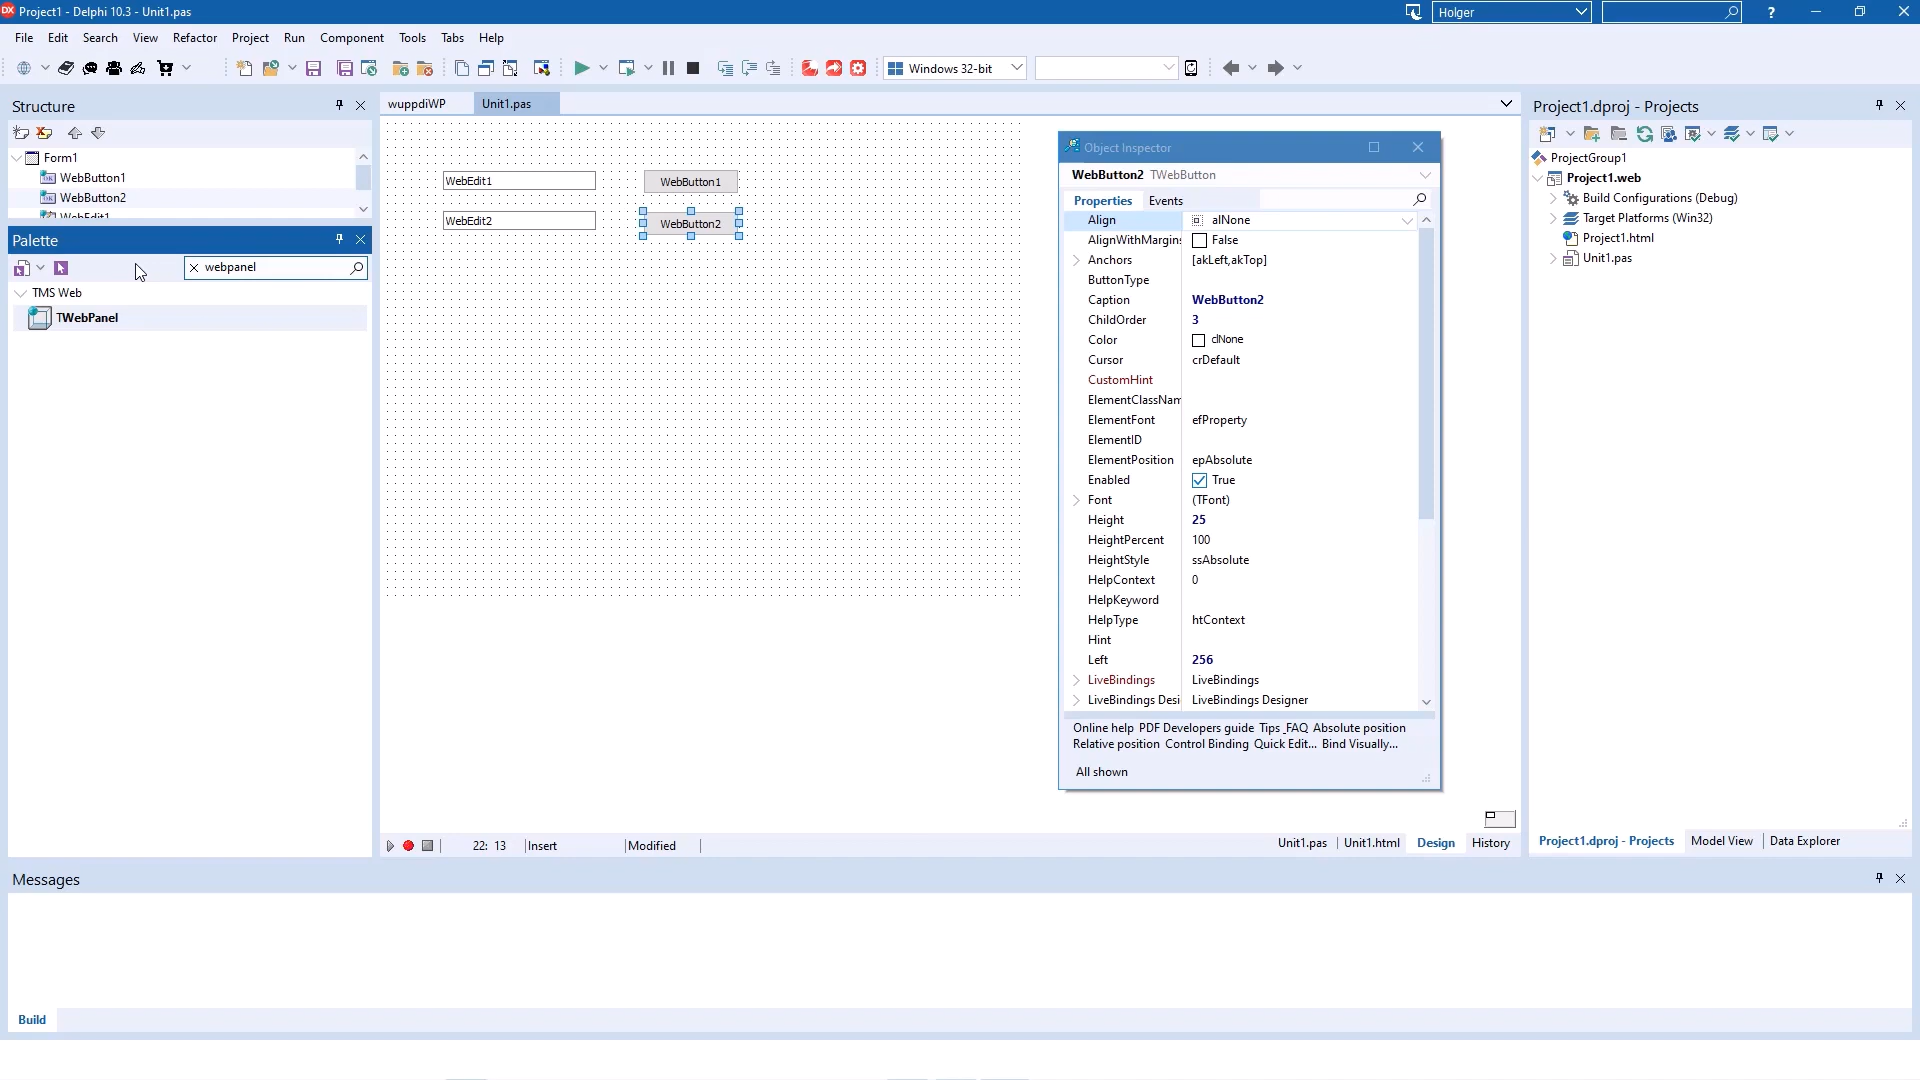 DX Project1 - Delphi 10.3 - Unit1.pas
Holger
?
File Edit Search View Refactor Project Run Component Tools Tabs Help
Windows 32-bit
Structure
Form1
WebButton1
WebButton2
WebEdit1
Palette
webpanel
TMS Web
TWebPanel
wuppdiWP Unit1.pas
WebEdit1 WebButton1
WebEdit2 WebButton2
Object Inspector
WebButton2 TWebButton
Properties Events
Align alNone
AlignWithMargins False
Anchors [akLeft,akTop]
ButtonType
Caption WebButton2
ChildOrder 3
Color clNone
Cursor crDefault
CustomHint
ElementClassNam
ElementFont efProperty
ElementID
ElementPosition epAbsolute
Enabled True
Font (TFont)
Height 25
HeightPercent 100
HeightStyle ssAbsolute
HelpContext 0
HelpKeyword
HelpType htContext
Hint
Left 256
LiveBindings LiveBindings
LiveBindings Desi LiveBindings Designer
Online help PDF Developers guide Tips_FAQ Absolute position
Relative position Control Binding Quick Edit... Bind Visually...
All shown
22: 13 Insert Modified
Unit1.pas Unit1.html Design History
Project1.dproj - Projects
ProjectGroup1
Project1.web
Build Configurations (Debug)
Target Platforms (Win32)
Project1.html
Unit1.pas
Project1.dproj - Projects Model View Data Explorer
Messages
Build